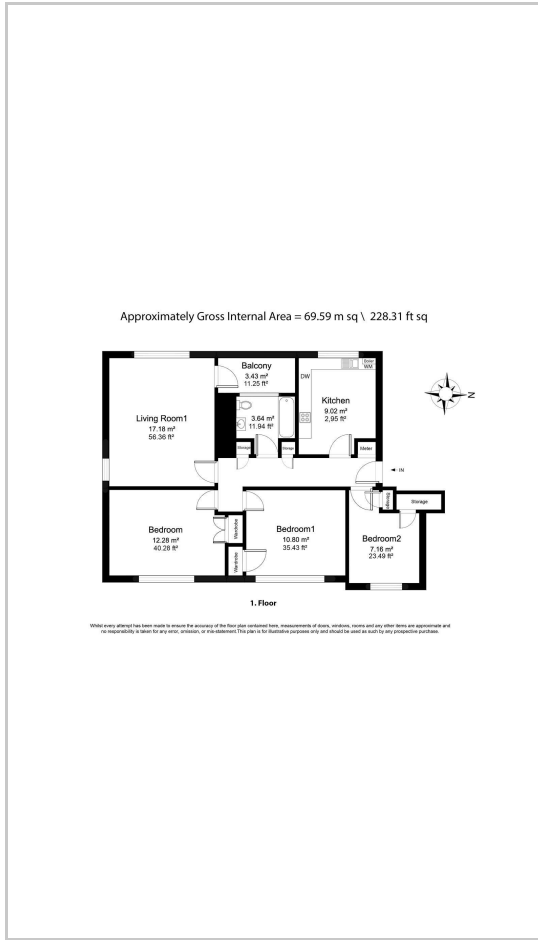 Approximately Gross Internal Area = 69.59 m sq \ 228.31 ft sq
Balcony
3.43 m²
11.25 ft²
DW
Boiler
WM
Kitchen
9.02 m²
2,95 ft²
Living Room1
17.18 m²
56.36 ft²
3.64 m²
11.94 ft²
N
Storage
Storage
Meter
IN
Storage
Storage
Bedroom
12.28 m²
40.28 ft²
Wardrobe
Wardrobe
Bedroom1
10.80 m²
35.43 ft²
Bedroom2
7.16 m²
23.49 ft²
1. Floor
Whilst every attempt has been made to ensure the accuracy of the floor plan contained here, measurements of doors, windows, rooms and any other items are approximate and
no responsibility is taken for any error, omission, or mis-statement.This plan is for illustrative purposes only and should be used as such by any prospective purchase.